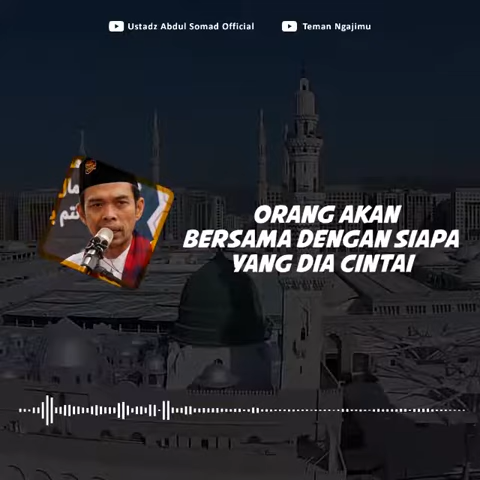 Ustadz Abdul Somad Official
Teman Ngajimu
ORANG AKAN
BERSAMA DENGAN SIAPA
YANG DIA CINTAI